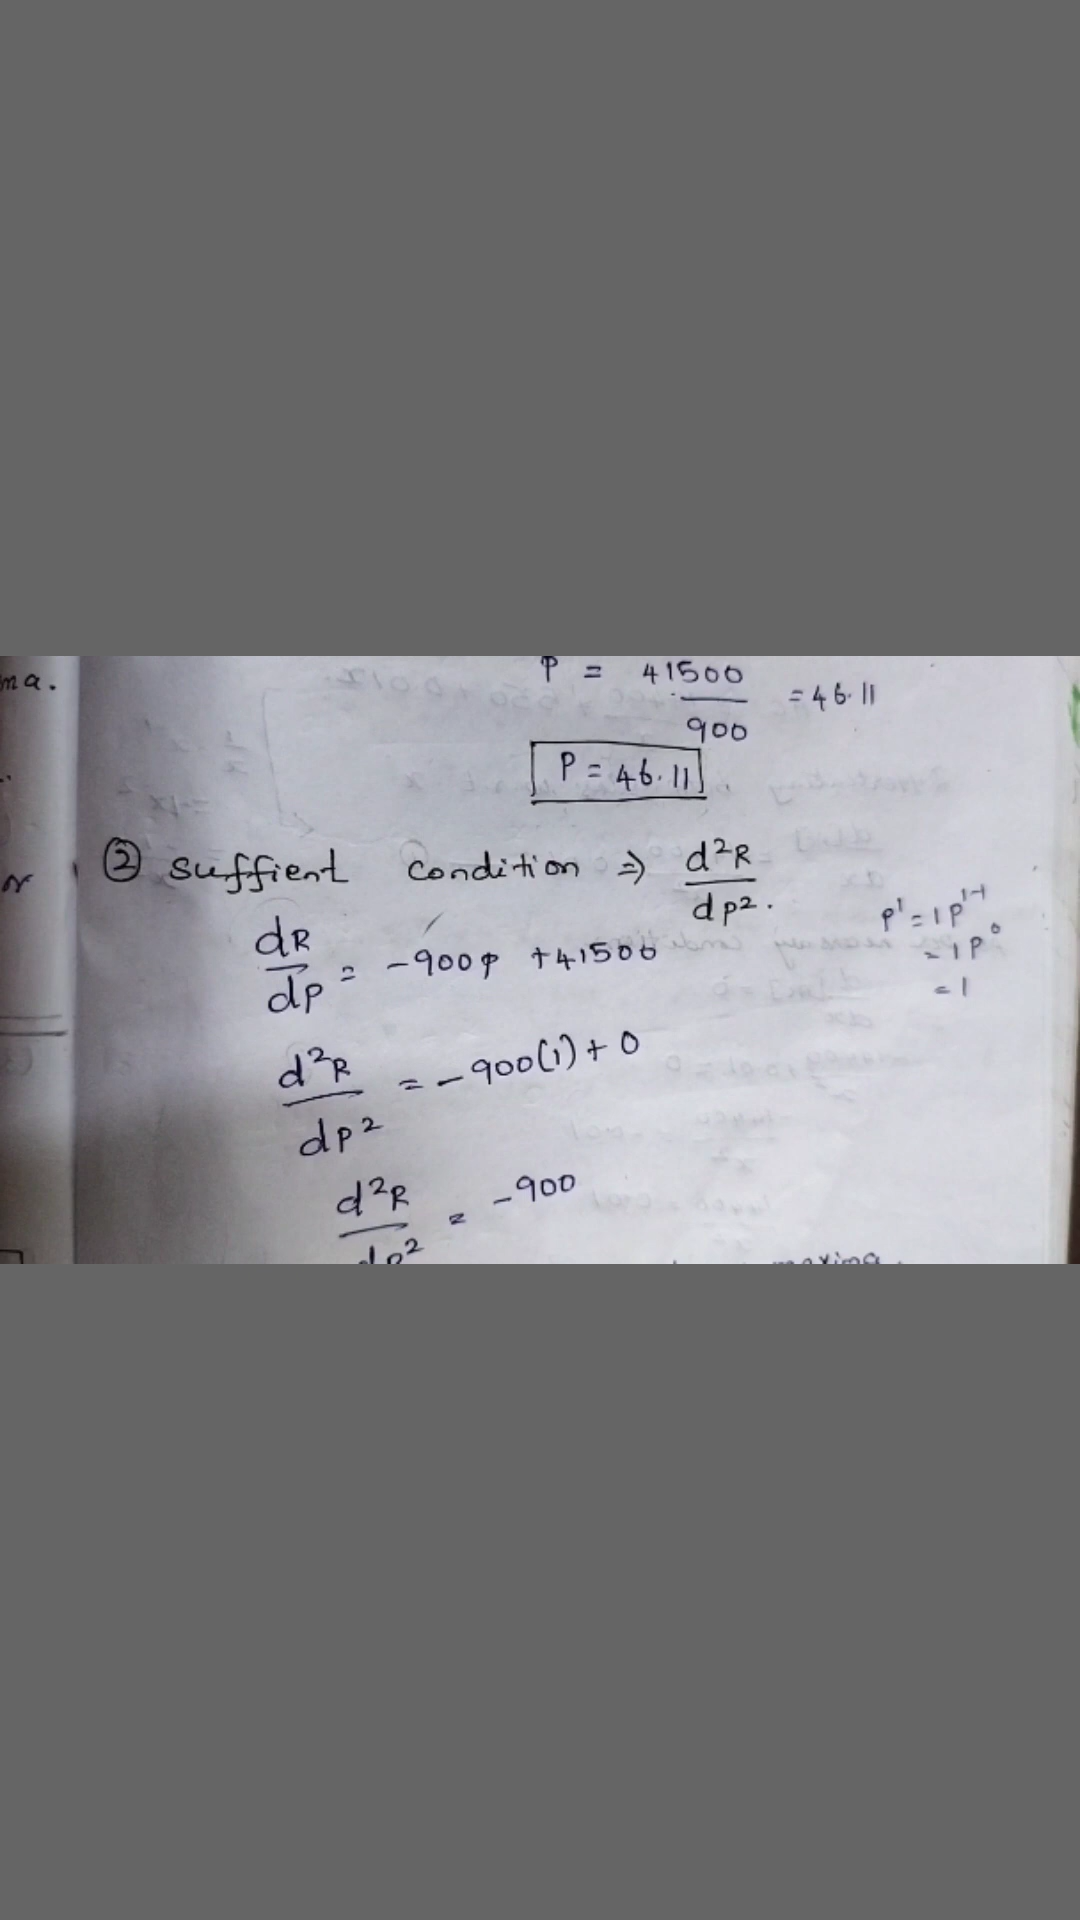 ma.
P = 41500/900 = 46.11
P = 46.11
② suffient condition ⇒ d²R/dp².
dR/dp = -900p + 41500
p¹ = 1p¹⁻¹
= 1p⁰
= 1
d²R/dp² = -900(1) + 0
d²R/dp² = -900
maxima.